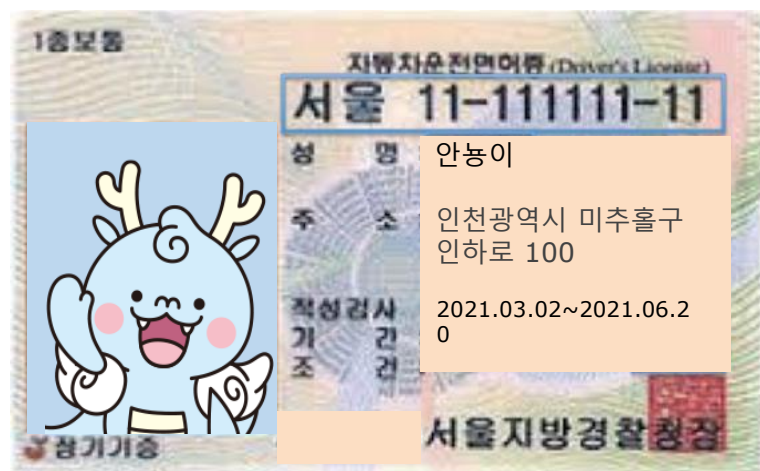 1종보통
자동차운전면허증 (Driver's License)
서울 11-111111-11
성 명 안뇽이
주 소 인천광역시 미추홀구
인하로 100
적성검사 2021.03.02~2021.06.2
기 간 0
조 건
서울지방경찰청장
장기기증